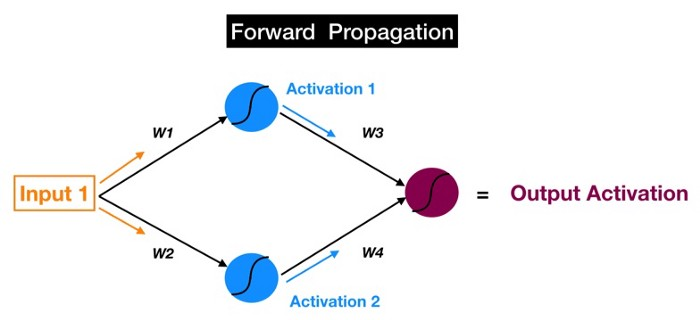 Forward Propagation
Activation 1
W1
W3
Input 1
= Output Activation
W2
W4
Activation 2